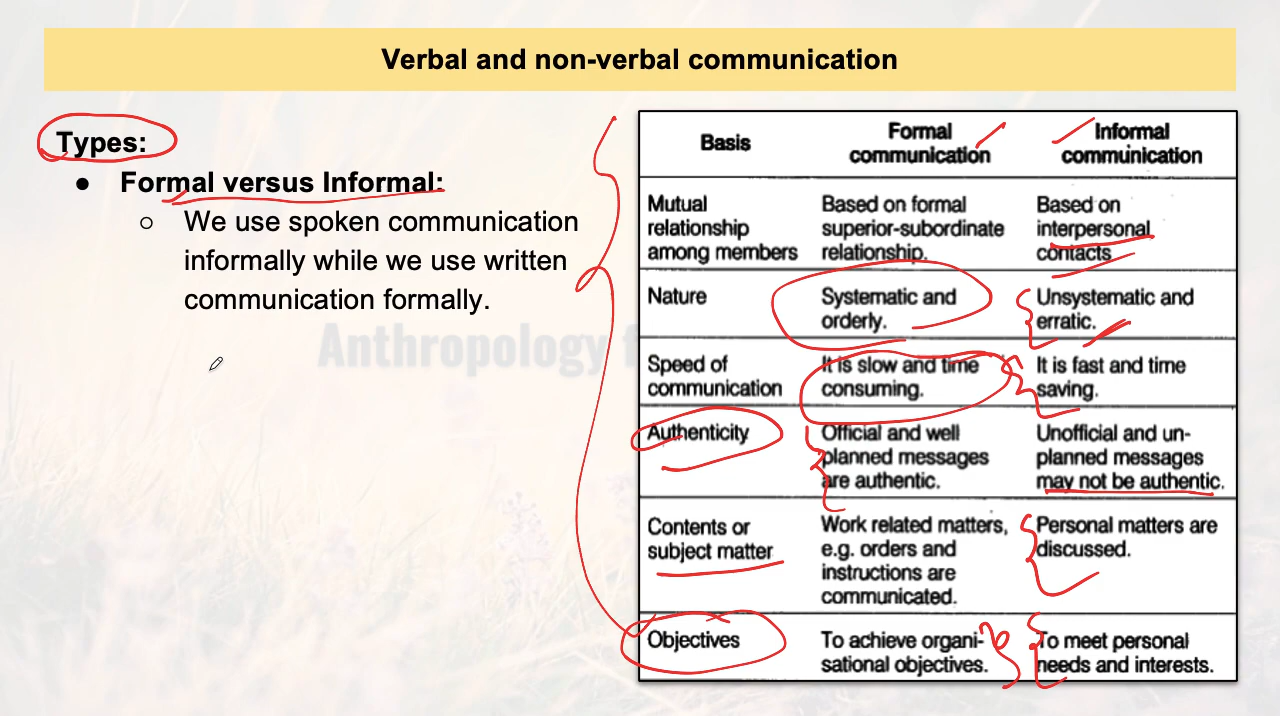 Verbal and non-verbal communication
Types:
● Formal versus Informal:
○ We use spoken communication
informally while we use written
communication formally.
Anthropology
Basis
Formal
communication
Informal
communication
Mutual
relationship
among members
Based on formal
superior-subordinate
relationship.
Based on
interpersonal
contacts
Nature
Systematic and
orderly.
Unsystematic and
erratic.
Speed of
communication
It is slow and time
consuming.
It is fast and time
saving.
Authenticity
Official and well
planned messages
are authentic.
Unofficial and un-
planned messages
may not be authentic.
Contents or
subject matter
Work related matters,
e.g. orders and
instructions are
communicated.
Personal matters are
discussed.
Objectives
To achieve organi-
sational objectives.
To meet personal
needs and interests.